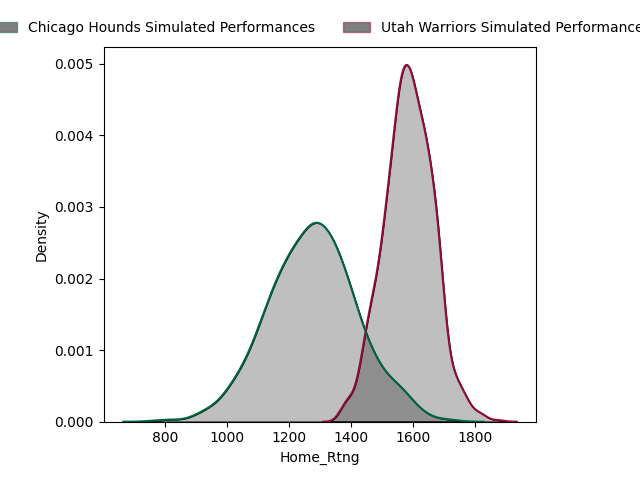 Chicago Hounds Simulated Performances Utah Warriors Simulated Performance
0.005
0.004
0.003
0.002
0.001
0.000
Density
800 1000 1200 1400 1600 1800
Home_Rtng